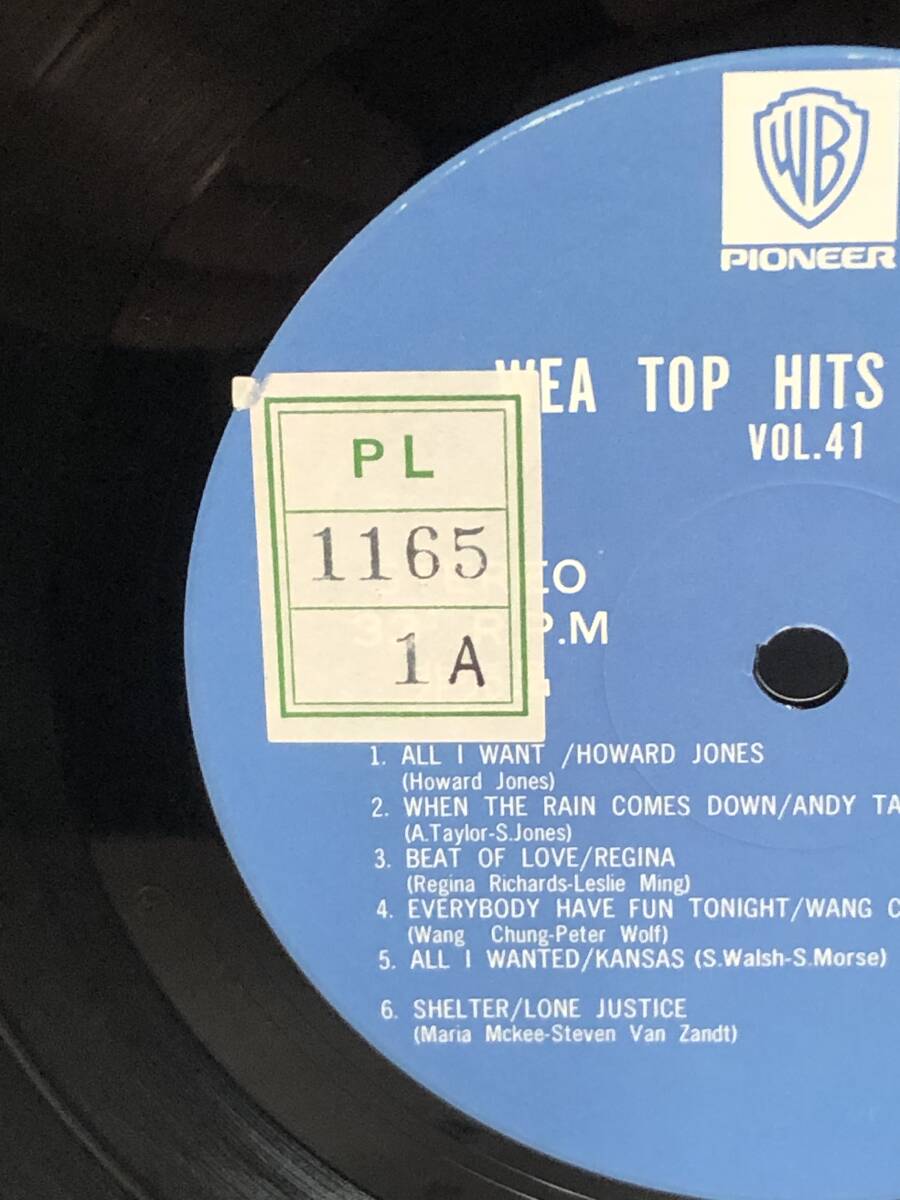 WB
PIONEER
WEA TOP HITS
VOL.41
PL
1165
1A
1. ALL I WANT /HOWARD JONES
(Howard Jones)
2. WHEN THE RAIN COMES DOWN/ANDY TA
(A.Taylor-S.Jones)
3. BEAT OF LOVE/REGINA
(Regina Richards-Leslie Ming)
4. EVERYBODY HAVE FUN TONIGHT/WANG C
(Wang Chung-Peter Wolf)
5. ALL I WANTED/KANSAS (S.Walsh-S.Morse)
6. SHELTER/LONE JUSTICE
(Maria Mckee-Steven Van Zandt)